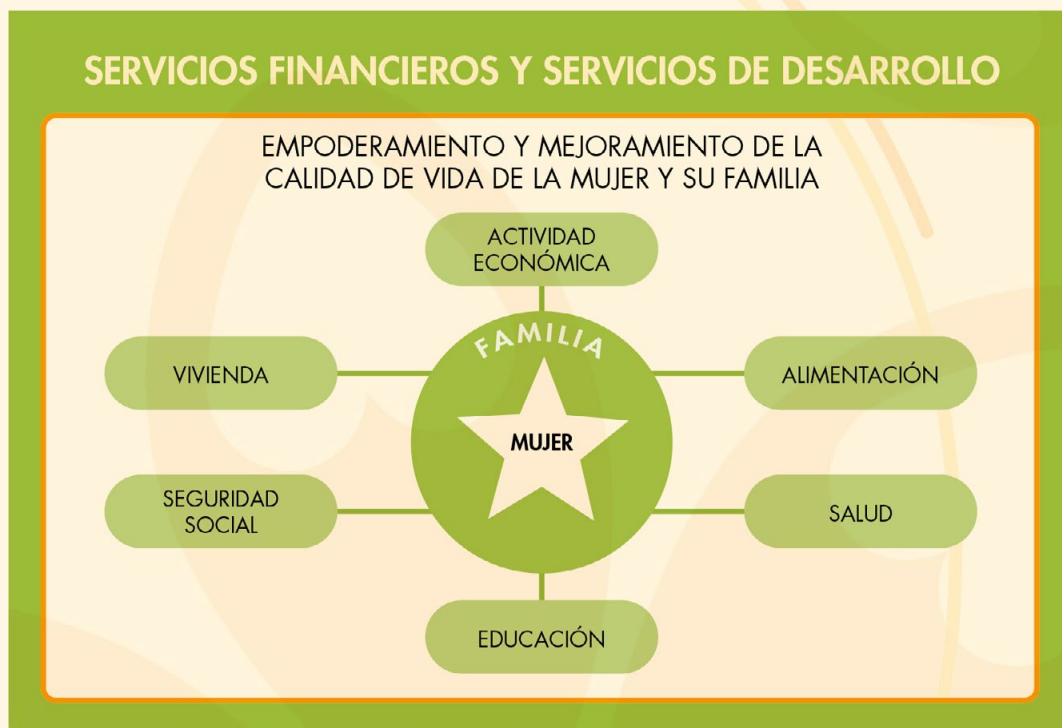 SERVICIOS FINANCIEROS Y SERVICIOS DE DESARROLLO
EMPODERAMIENTO Y MEJORAMIENTO DE LA
CALIDAD DE VIDA DE LA MUJER Y SU FAMILIA
ACTIVIDAD
ECONÓMICA
FAMILIA
VIVIENDA
ALIMENTACIÓN
MUJER
SEGURIDAD
SOCIAL
SALUD
EDUCACIÓN